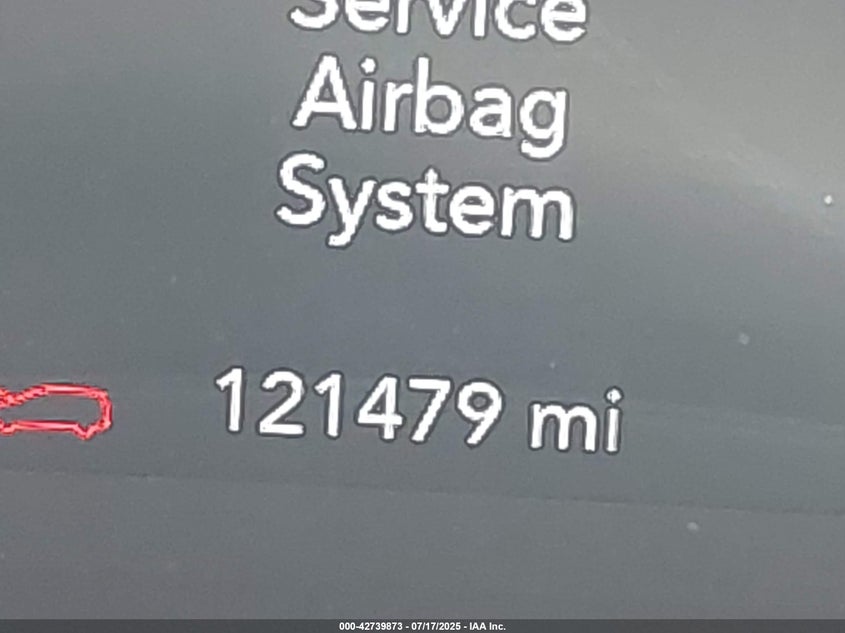 Service
Airbag
System
121479 mi
000-42739873 - 07/17/2025 - IAA Inc.